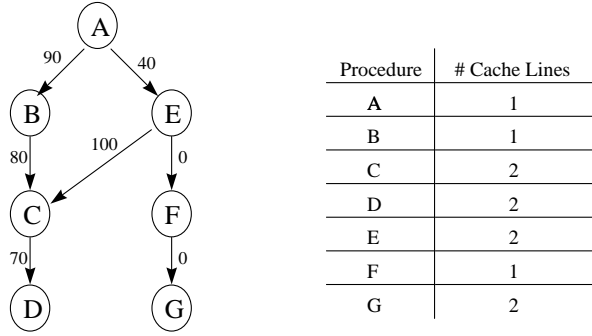 A
90
40
B
E
80
100
0
C
F
70
0
D
G
Procedure # Cache Lines
A 1
B 1
C 2
D 2
E 2
F 1
G 2